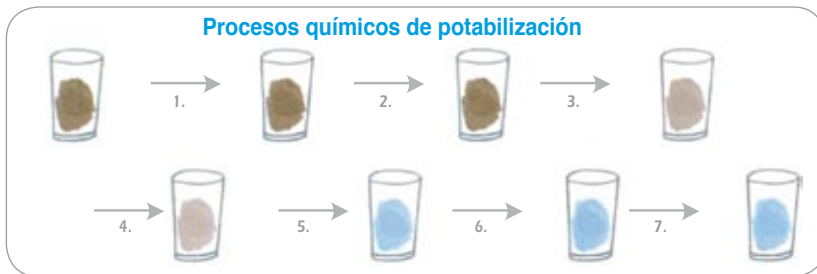 Procesos químicos de potabilización
1. 2. 3.
4. 5. 6. 7.